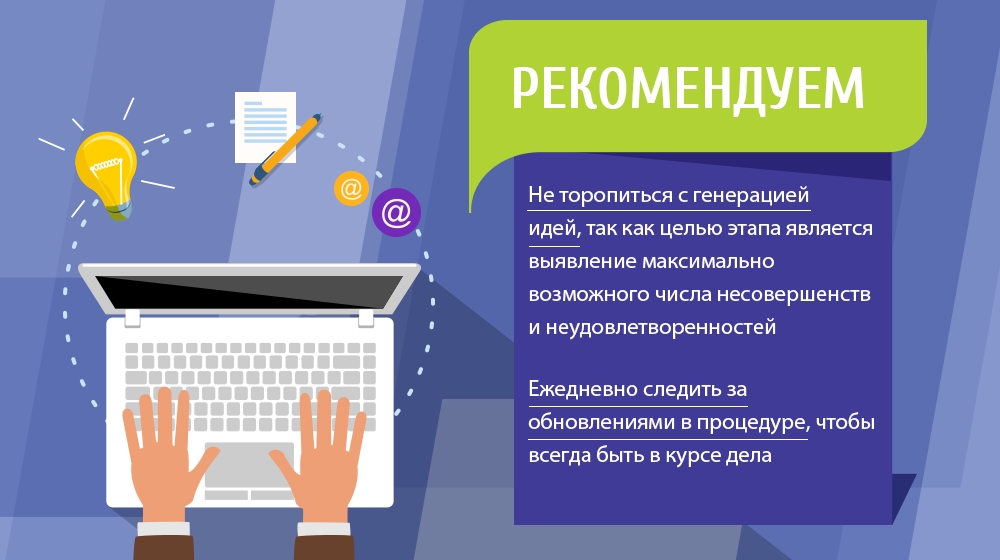 РЕКОМЕНДУЕМ
Не торопиться с генерацией
идей, так как целью этапа является
выявление максимально
возможного числа несовершенств
и неудовлетворенностей
Ежедневно следить за
обновлениями в процедуре, чтобы
всегда быть в курсе дела
@
@